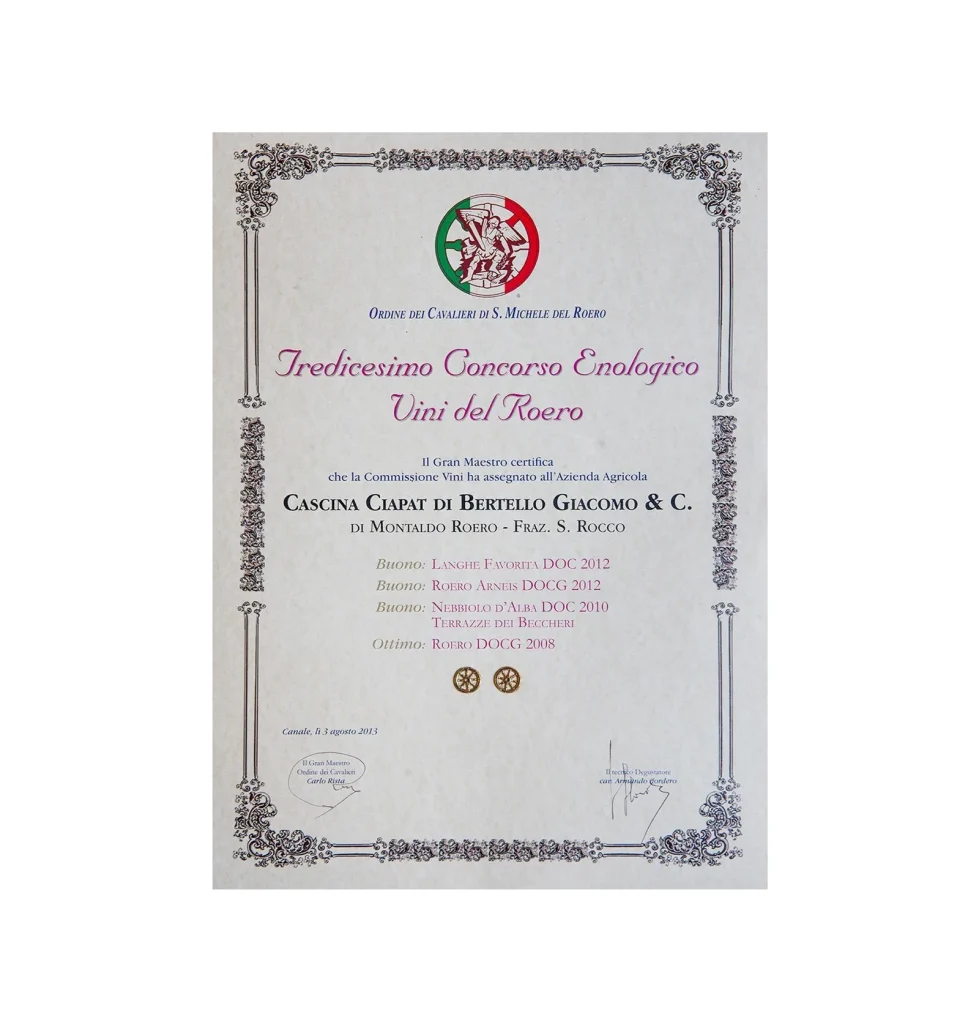 Ordine dei Cavalieri di S. Michele del Roero
Tredicesimo Concorso Enologico
Vini del Roero
Il Gran Maestro certifica
che la Commissione Vini ha assegnato all'Azienda Agricola
Cascina Ciapat di Bertello Giacomo & C.
di Montaldo Roero - Fraz. S. Rocco
Buono: Langhe Favorita DOC 2012
Buono: Roero Arneis DOCG 2012
Buono: Nebbiolo d'Alba DOC 2010
Terrazze dei Beccheri
Ottimo: Roero DOCG 2008
Canale, lì 3 agosto 2013
Il Gran Maestro
Ordine dei Cavalieri
Carlo Rista
Il tecnico Degustatore
cav. Armando Cordero